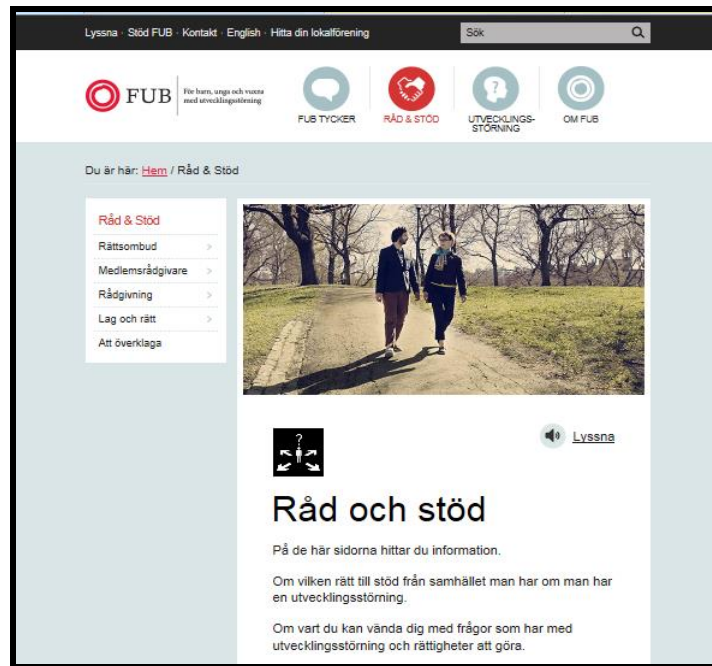 Lyssna · Stöd FUB · Kontakt · English · Hitta din lokalförening
Sök
FUB
För barn, unga och vuxna
med utvecklingsstörning
FUB TYCKER
RÅD & STÖD
UTVECKLINGS-
STÖRNING
OM FUB
Du är här: Hem / Råd & Stöd
Råd & Stöd
Rättsombud
Medlemsrådgivare
Rådgivning
Lag och rätt
Att överklaga
?
Lyssna
Råd och stöd
På de här sidorna hittar du information.
Om vilken rätt till stöd från samhället man har om man har
en utvecklingsstörning.
Om vart du kan vända dig med frågor som har med
utvecklingsstörning och rättigheter att göra.